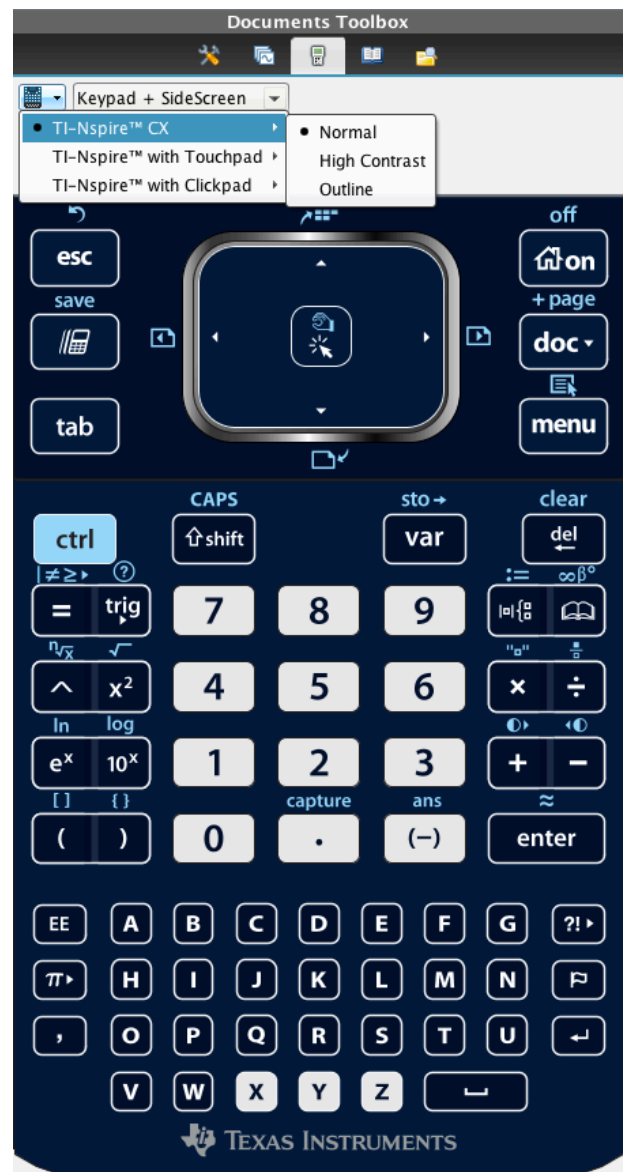 Documents Toolbox
Keypad + SideScreen
TI-Nspire™ CX
TI-Nspire™ with Touchpad
TI-Nspire™ with Clickpad
Normal
High Contrast
Outline
off
esc
on
save
+ page
doc
tab
menu
CAPS
sto →
clear
ctrl
shift
var
del
|≠≥▸ ?
:= ∞β°
= trig
7 8 9
ⁿ√x √
"▫"
^ x²
4 5 6
× ÷
ln log
eˣ 10ˣ
1 2 3
+ −
[ ] { }
capture ans ≈
( )
0 . (−)
enter
EE A B C D E F G ?!▸
π▸ H I J K L M N
, O P Q R S T U ↵
V W X Y Z
TEXAS INSTRUMENTS